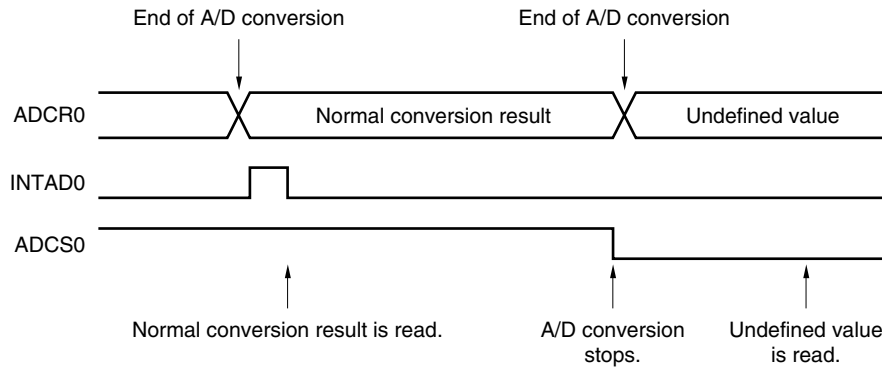 End of A/D conversion
End of A/D conversion
ADCR0
Normal conversion result
Undefined value
INTAD0
ADCS0
Normal conversion result is read.
A/D conversion
stops.
Undefined value
is read.